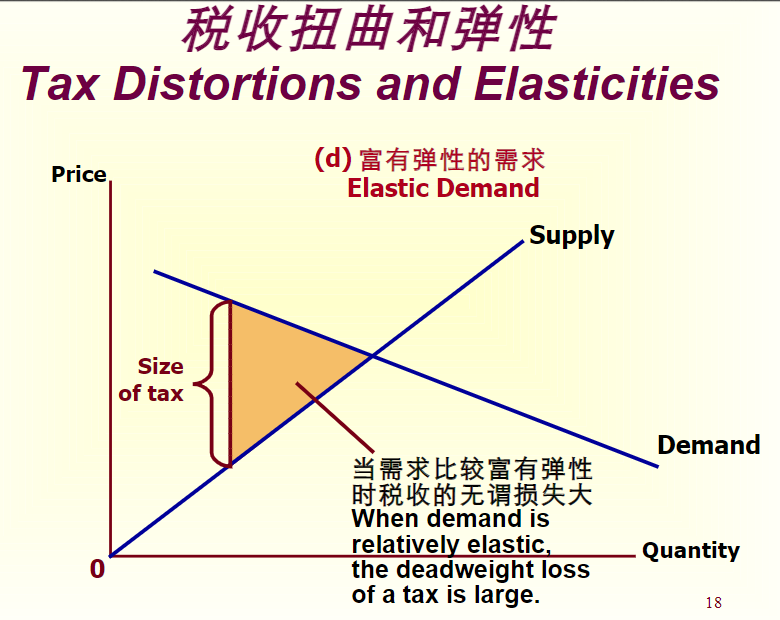 税收扭曲和弹性
Tax Distortions and Elasticities
(d) 富有弹性的需求
Elastic Demand
Price
Supply
Size
of tax
Demand
当需求比较富有弹性
时税收的无谓损失大
When demand is
relatively elastic,
the deadweight loss
of a tax is large.
Quantity
0
18